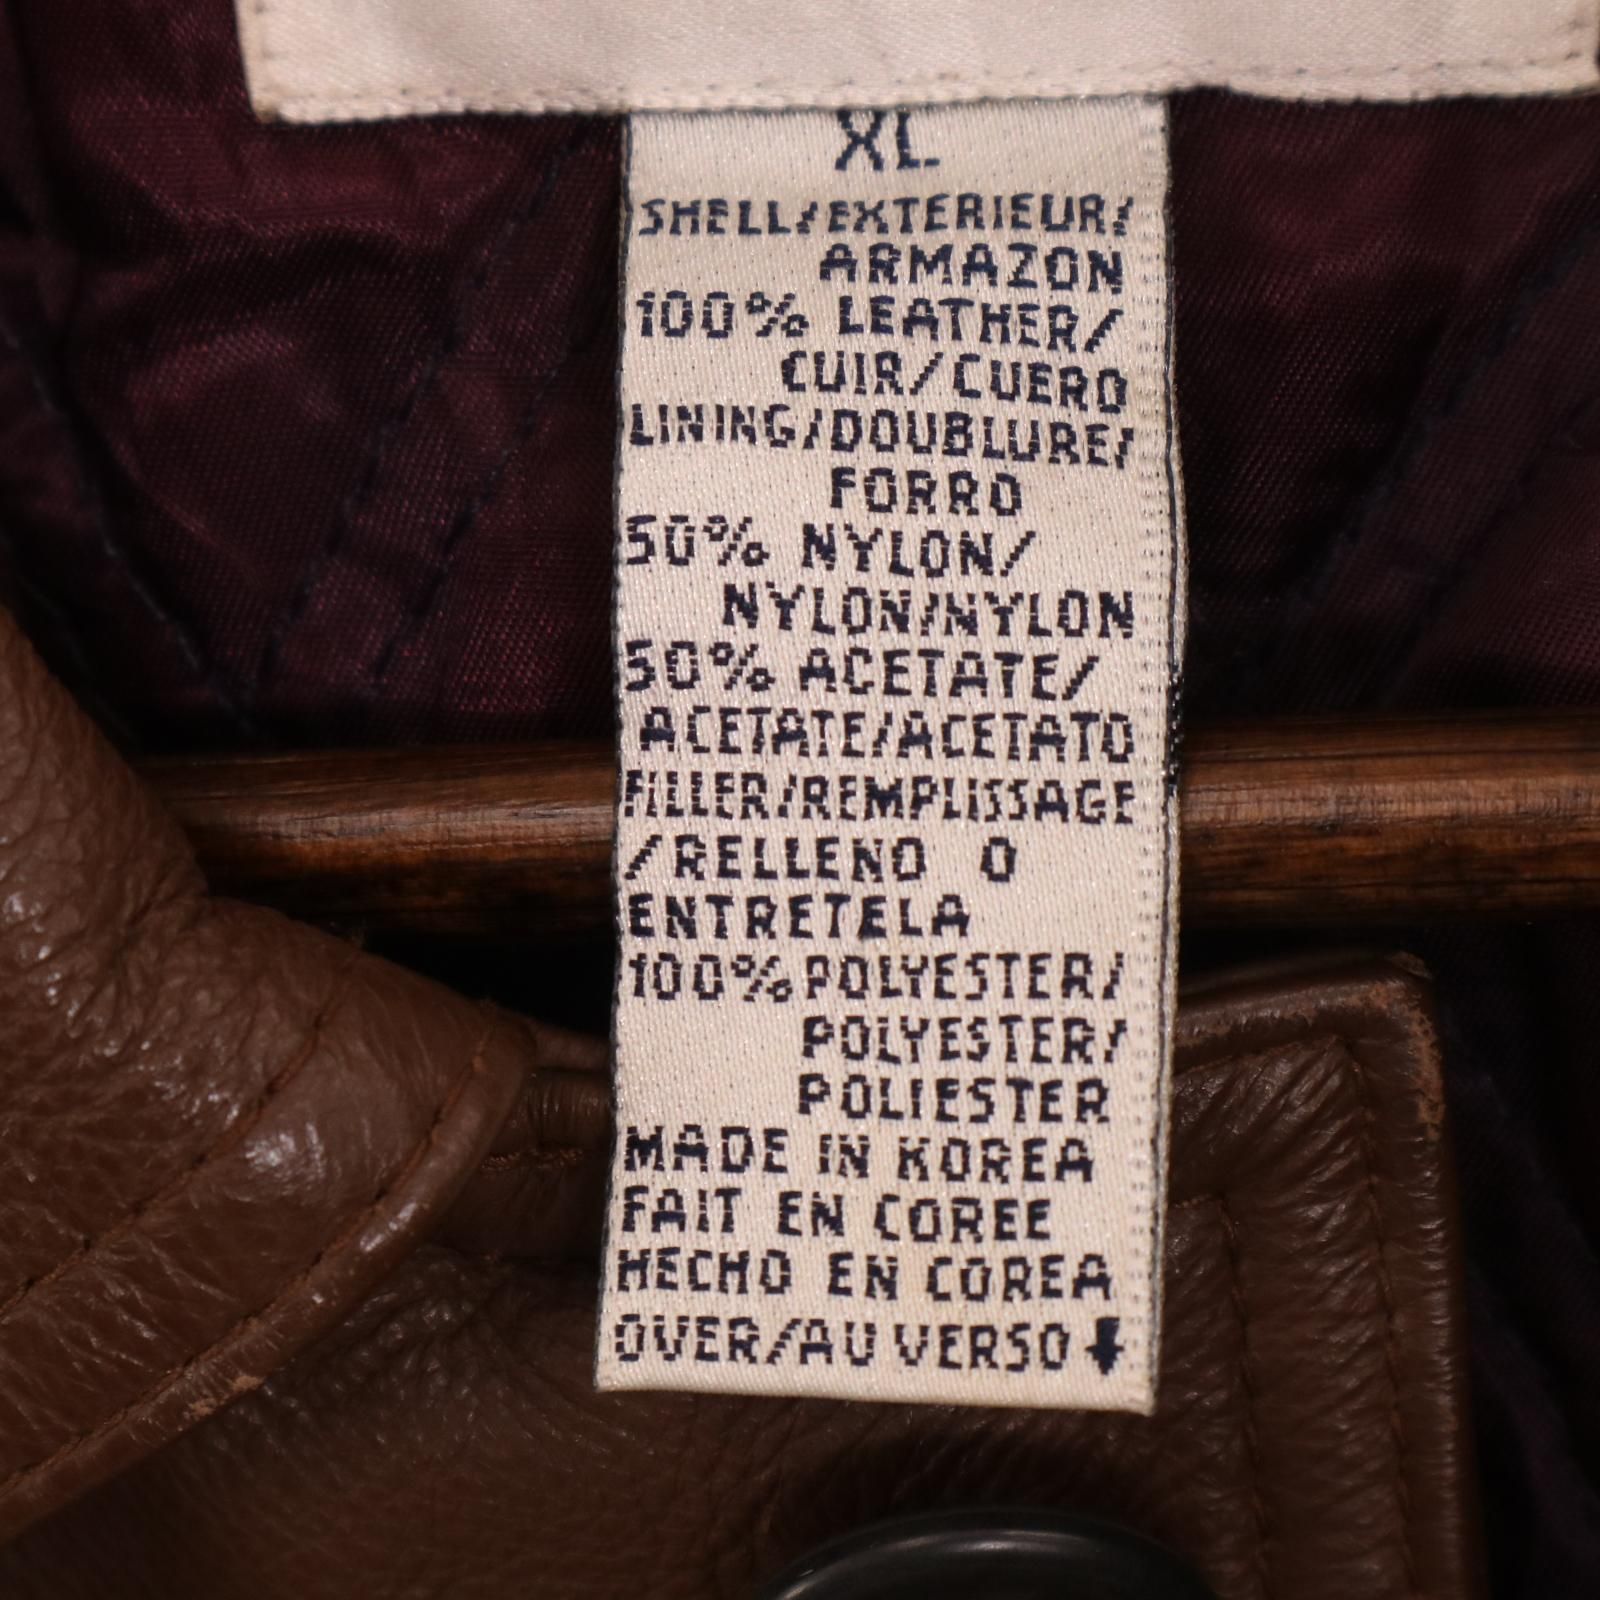 XL
SHELL/EXTERIEUR/
ARMAZON
100% LEATHER/
CUIR/CUERO
LINING/DOUBLURE/
FORRO
50% NYLON/
NYLON/NYLON
50% ACETATE/
ACETATE/ACETATO
FILLER/REMPLISSAGE
/RELLENO O
ENTRETELA
100% POLYESTER/
POLYESTER/
POLIESTER
MADE IN KOREA
FAIT EN COREE
HECHO EN COREA
OVER/AU VERSO